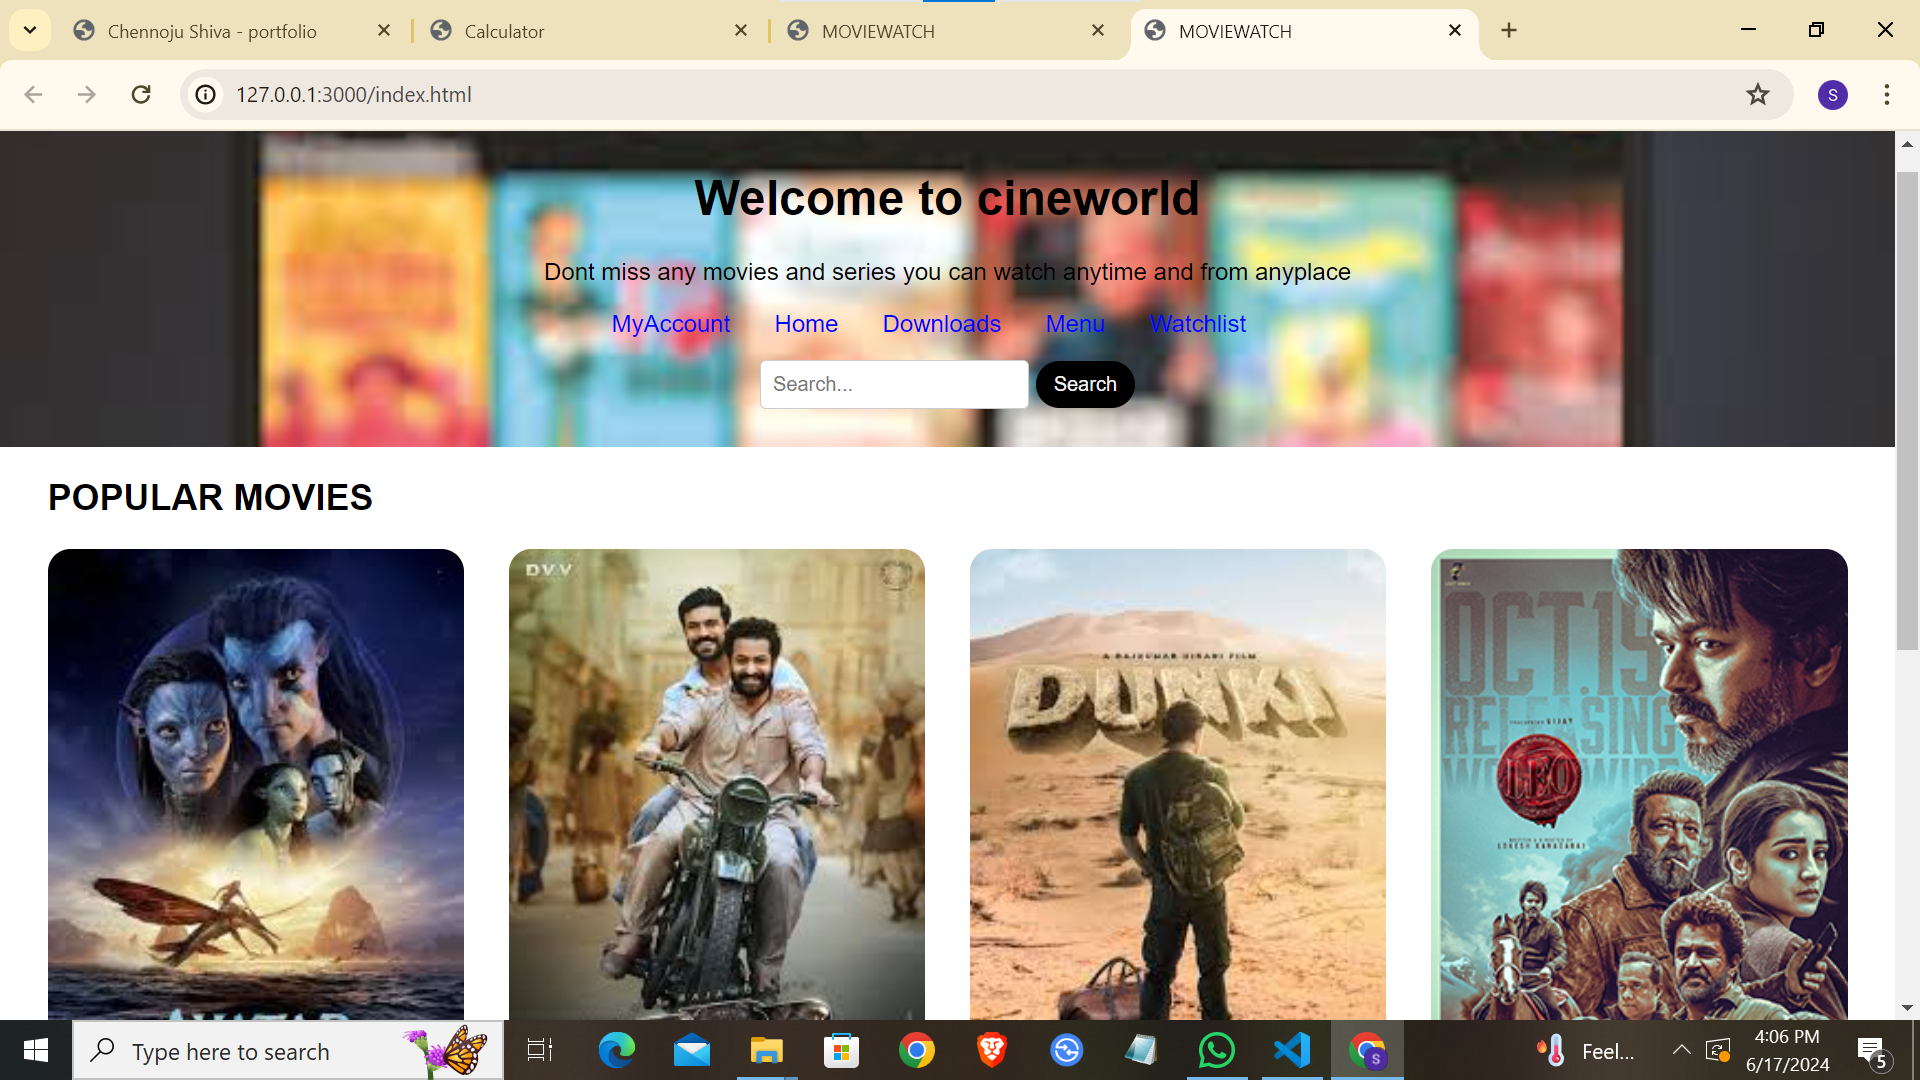 Chennoju Shiva - portfolio
Calculator
MOVIEWATCH
MOVIEWATCH
127.0.0.1:3000/index.html
S
Welcome to cineworld
Dont miss any movies and series you can watch anytime and from anyplace
MyAccount Home Downloads Menu Watchlist
Search... Search
POPULAR MOVIES
DVV
A RAJKUMAR HIRANI FILM
DUNKI
OCT.19
RELEASING
WORLDWIDE
LEO
LOKESH KANAGARAJ
AVATAR
Type here to search
S
Feel...
4:06 PM
6/17/2024
5